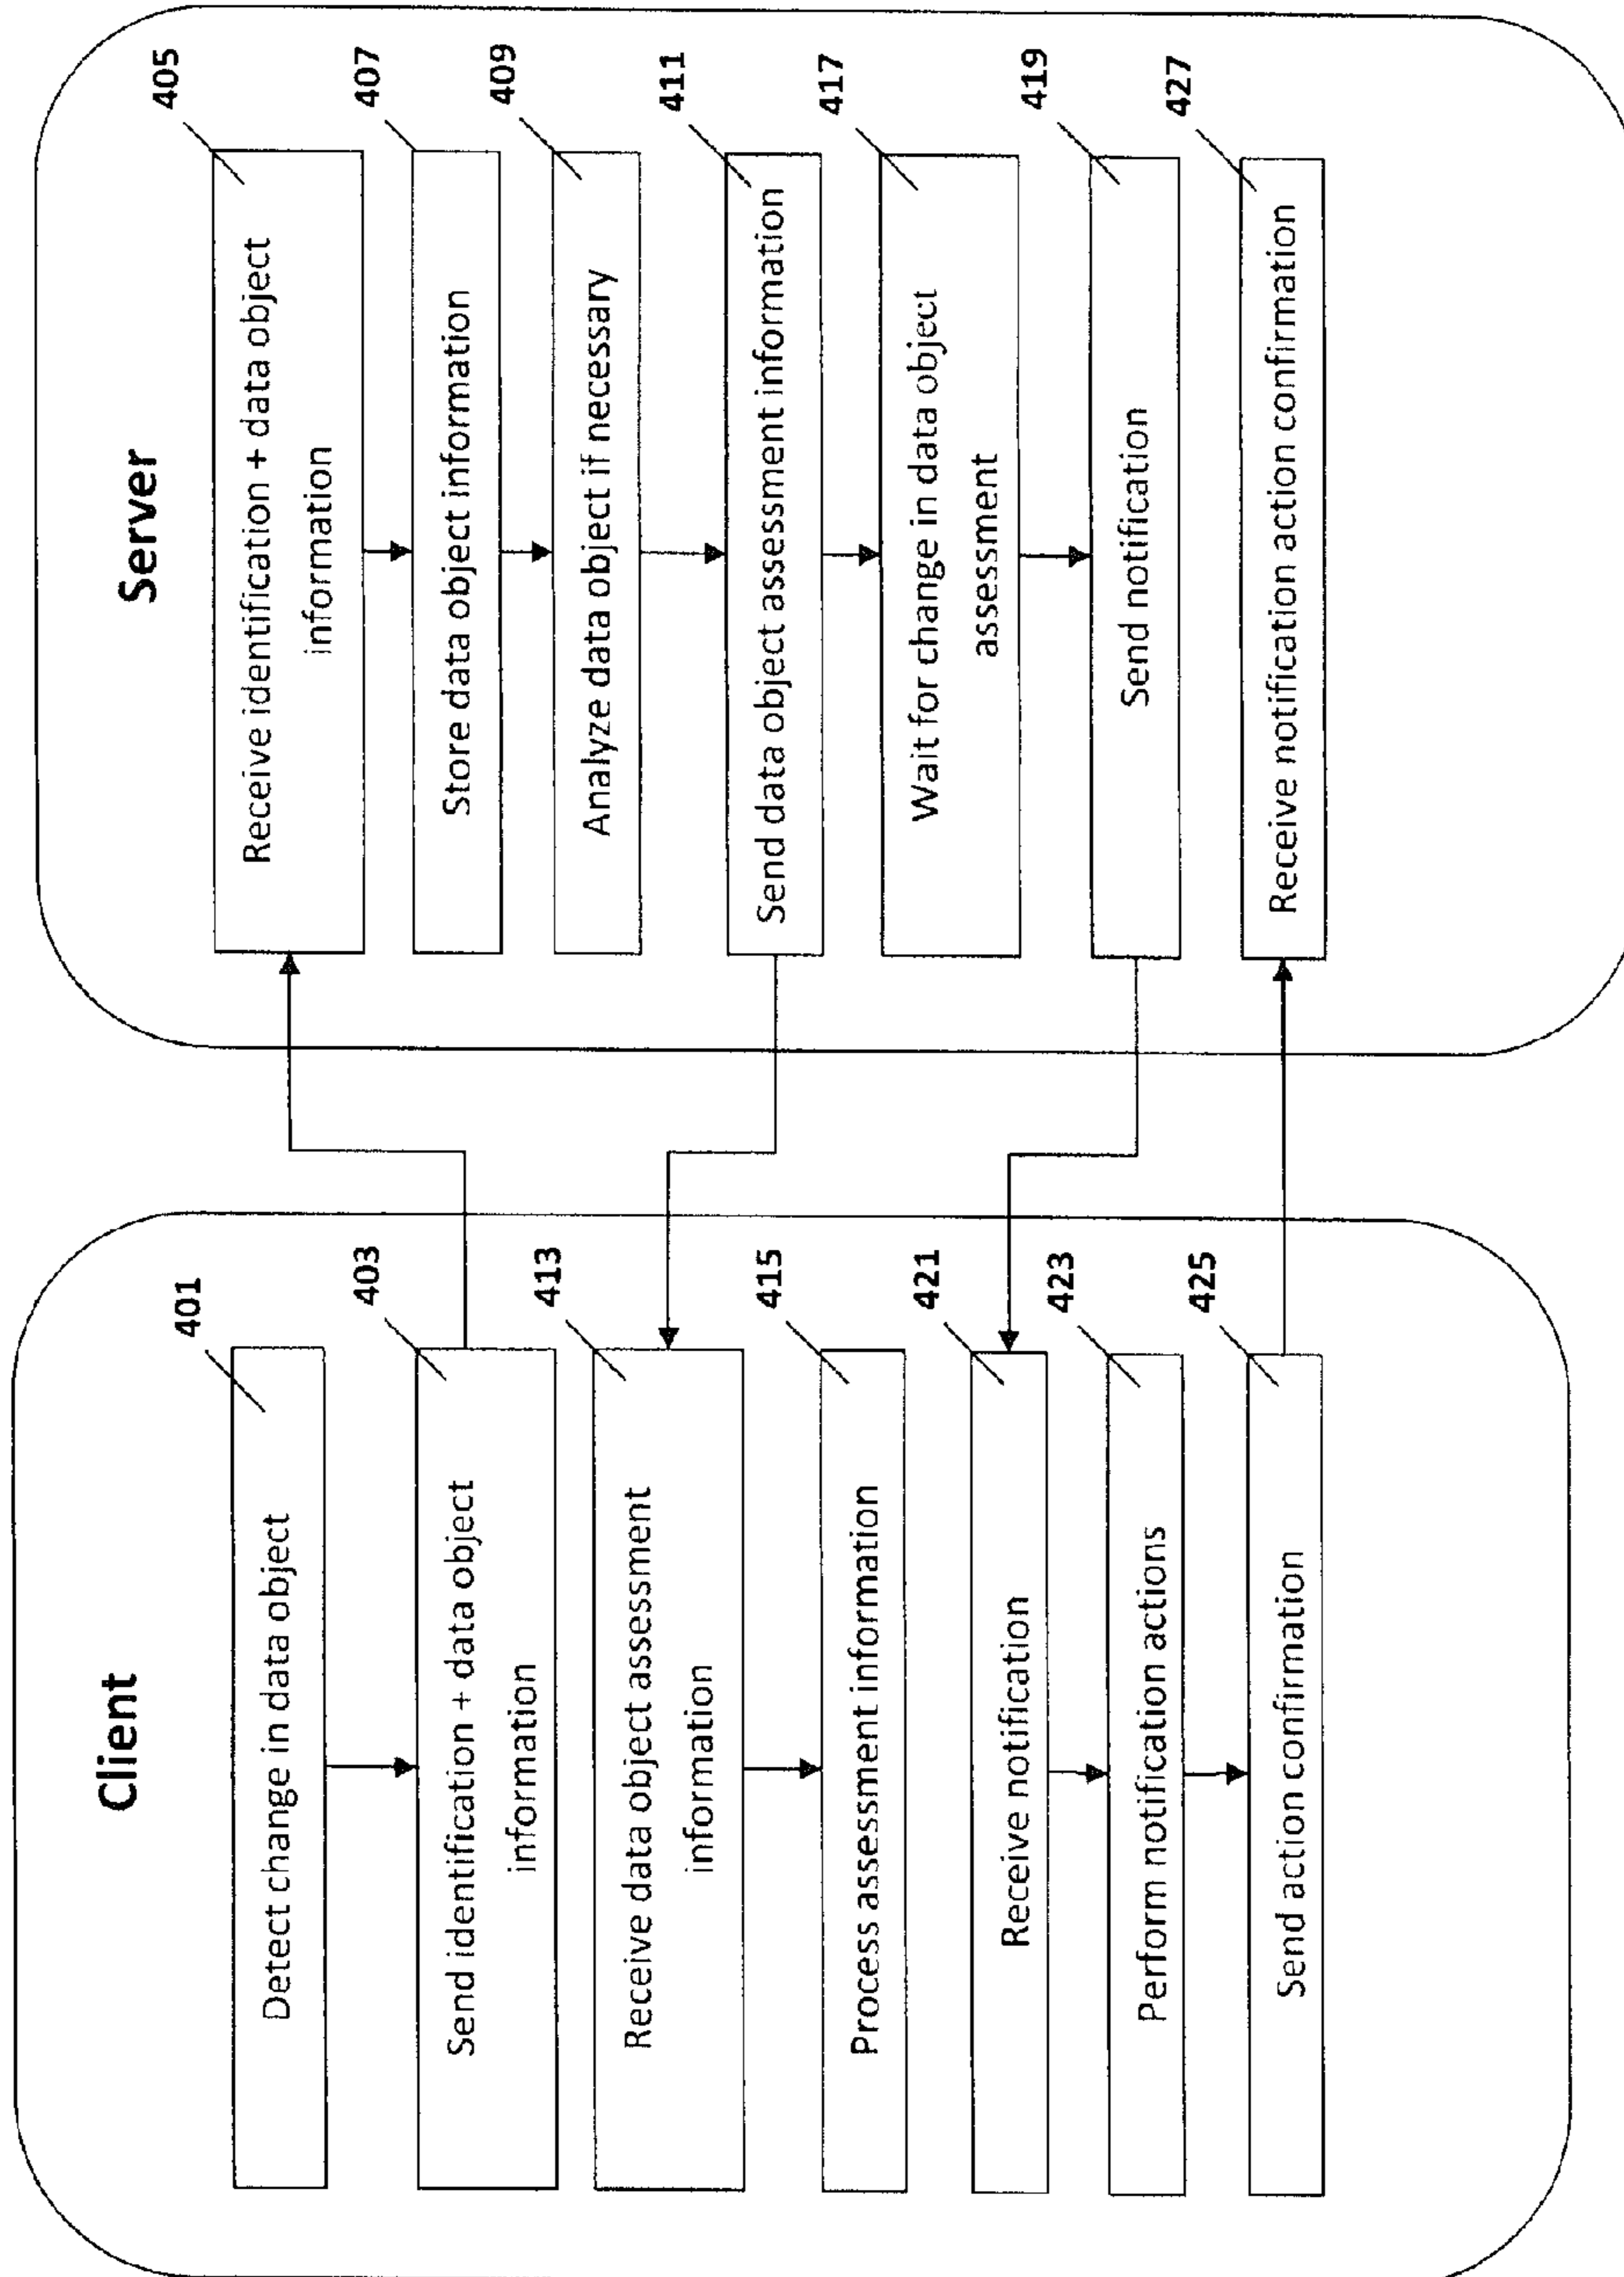 Client
401
Detect change in data object
403
Send identification + data object
information
413
Receive data object assessment
information
415
Process assessment information
421
Receive notification
423
Perform notification actions
425
Send action confirmation
Server
405
Receive identification + data object
information
407
Store data object information
409
Analyze data object if necessary
411
Send data object assessment information
417
Wait for change in data object
assessment
419
Send notification
427
Receive notification action confirmation